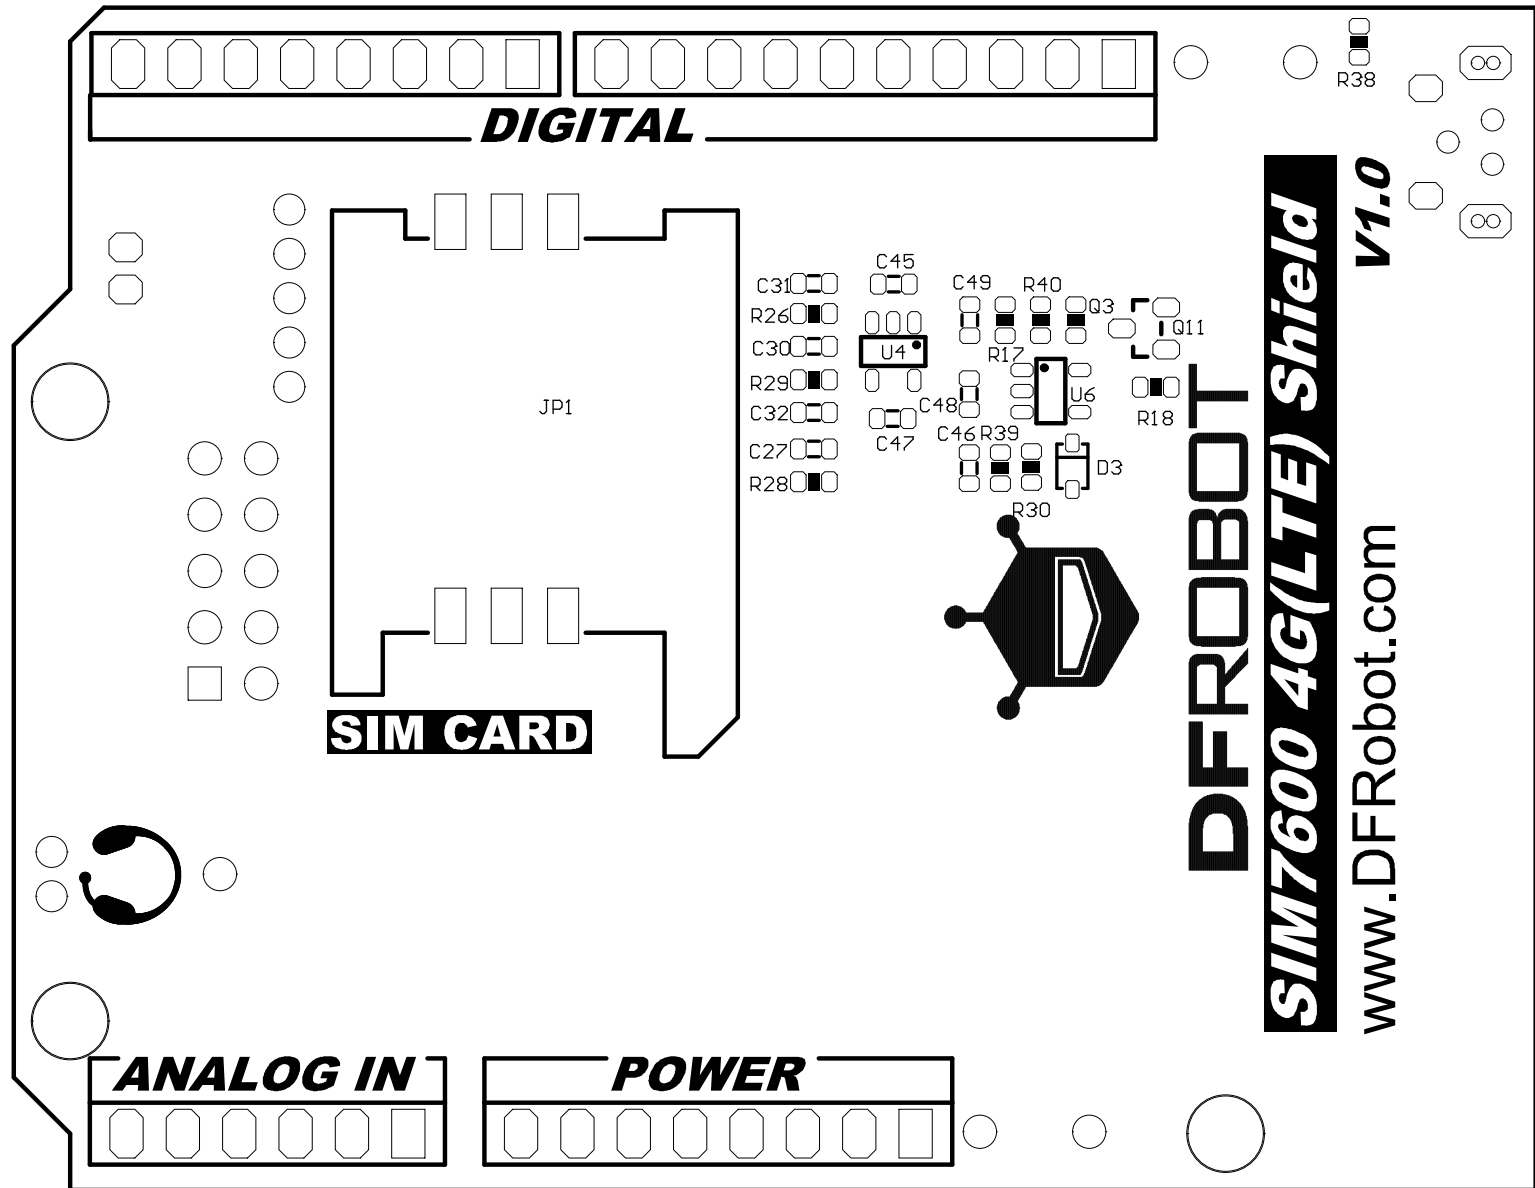 R38
DIGITAL
V1.0
SIM7600 4G(LTE) Shield
DFROBOT
www.DFRobot.com
C45
C31
C49
R40
R26
Q3
Q11
C30
U4
R17
R29
U6
C48
R18
JP1
C32
C47
C46
R39
C27
D3
R28
R30
SIM CARD
ANALOG IN
POWER